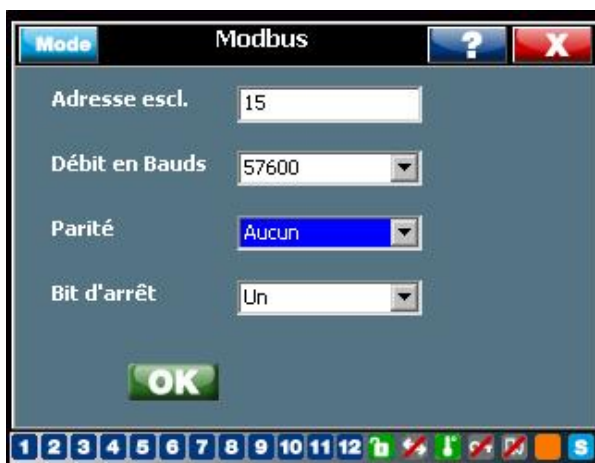 Mode Modbus ? X
Adresse escl. 15
Débit en Bauds 57600
Parité Aucun
Bit d'arrêt Un
OK
1 2 3 4 5 6 7 8 9 10 11 12 S